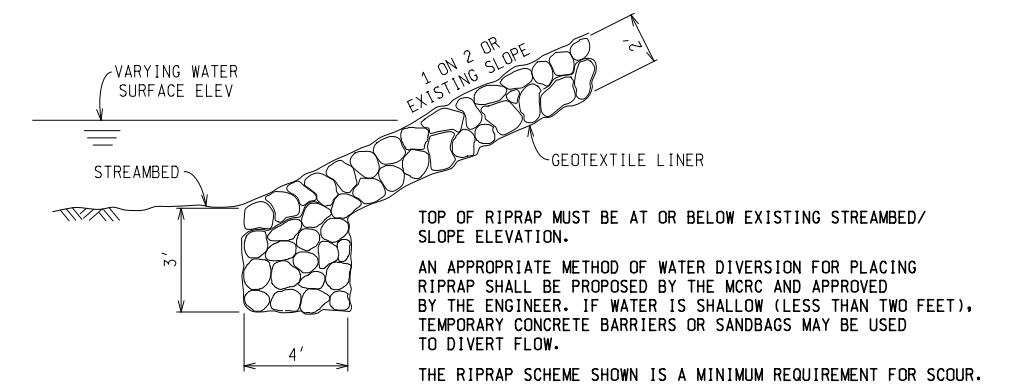 1 ON 2 OR
EXISTING SLOPE
2'
VARYING WATER
SURFACE ELEV
STREAMBED
GEOTEXTILE LINER
3'
4'
TOP OF RIPRAP MUST BE AT OR BELOW EXISTING STREAMBED/
SLOPE ELEVATION.
AN APPROPRIATE METHOD OF WATER DIVERSION FOR PLACING
RIPRAP SHALL BE PROPOSED BY THE MCRC AND APPROVED
BY THE ENGINEER. IF WATER IS SHALLOW (LESS THAN TWO FEET),
TEMPORARY CONCRETE BARRIERS OR SANDBAGS MAY BE USED
TO DIVERT FLOW.
THE RIPRAP SCHEME SHOWN IS A MINIMUM REQUIREMENT FOR SCOUR.